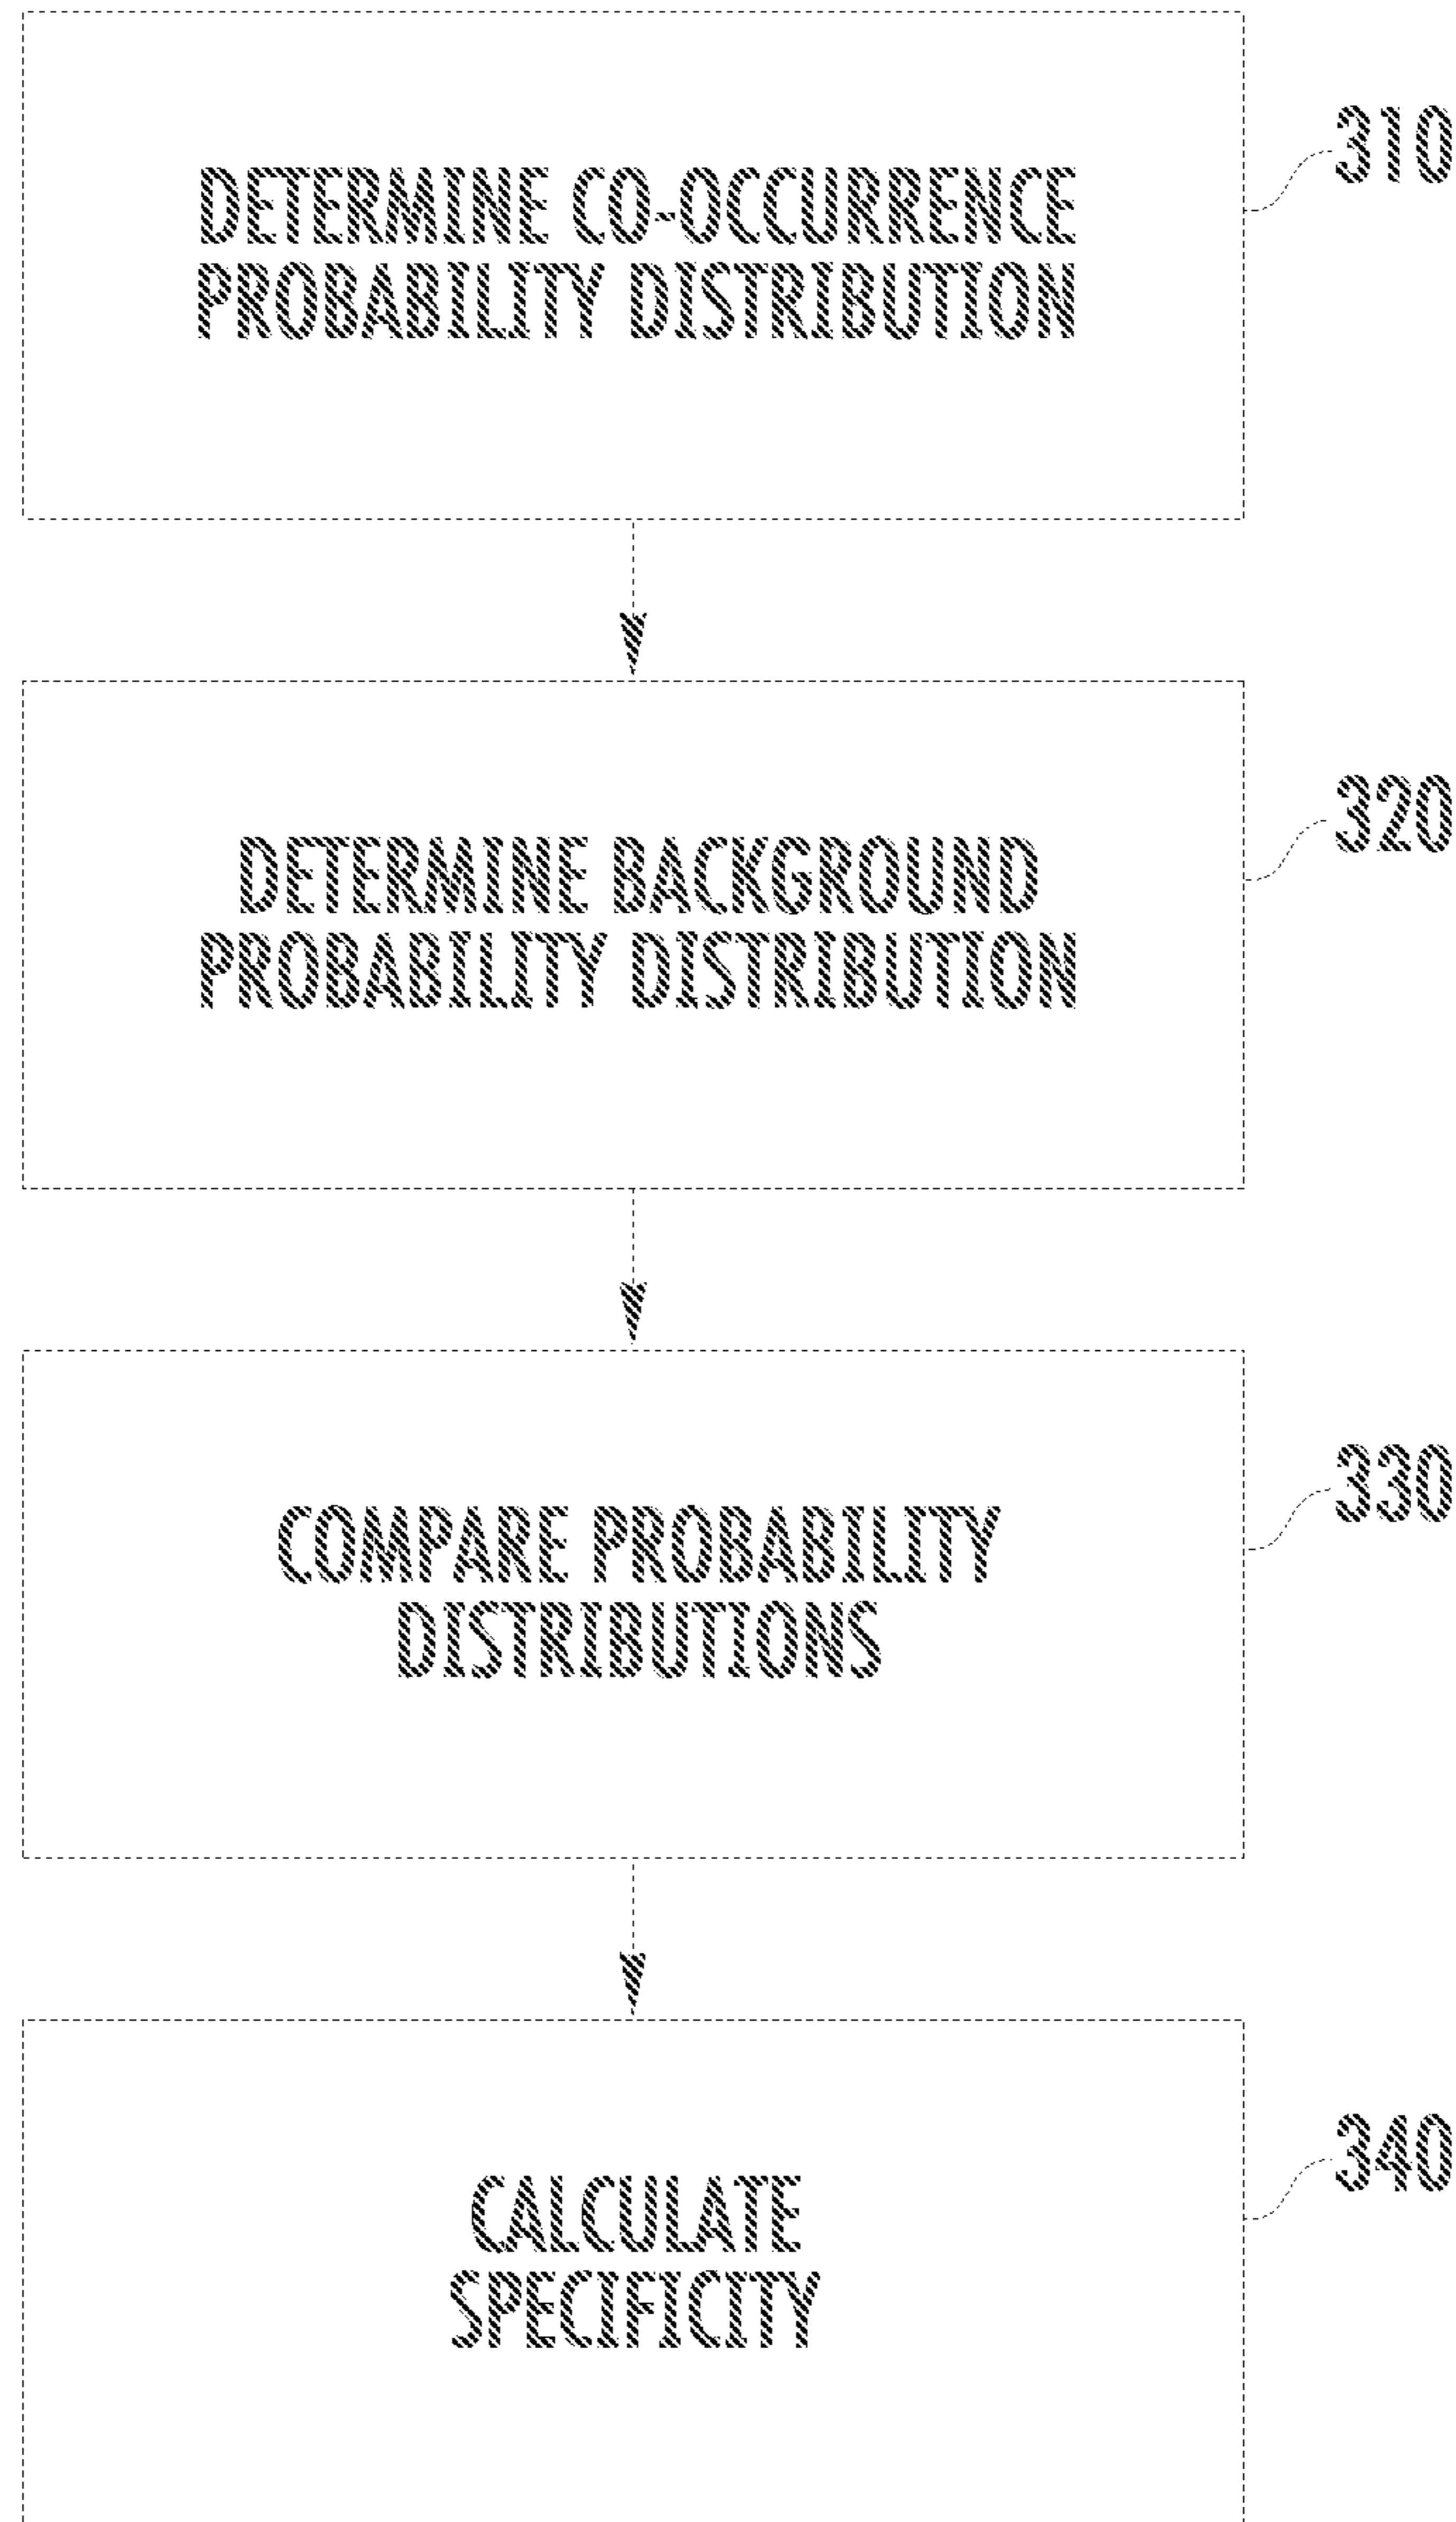 DETERMINE CO-OCCURRENCE
PROBABILITY DISTRIBUTION
310
DETERMINE BACKGROUND
PROBABILITY DISTRIBUTION
320
COMPARE PROBABILITY
DISTRIBUTIONS
330
CALCULATE
SPECIFICITY
340